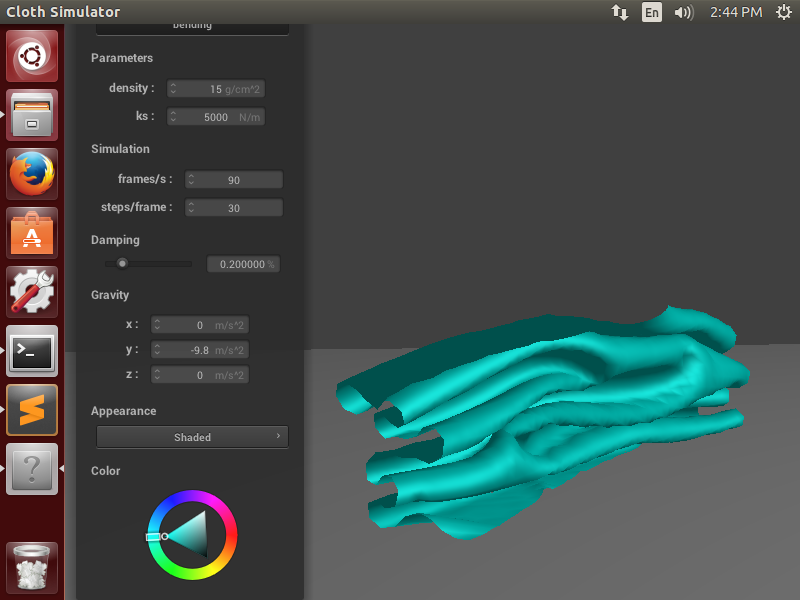 Cloth Simulator
En
2:44 PM
bending
Parameters
density : 15 g/cm^2
ks : 5000 N/m
Simulation
frames/s : 90
steps/frame : 30
Damping
0.200000 %
Gravity
x : 0 m/s^2
y : -9.8 m/s^2
z : 0 m/s^2
Appearance
Shaded
Color